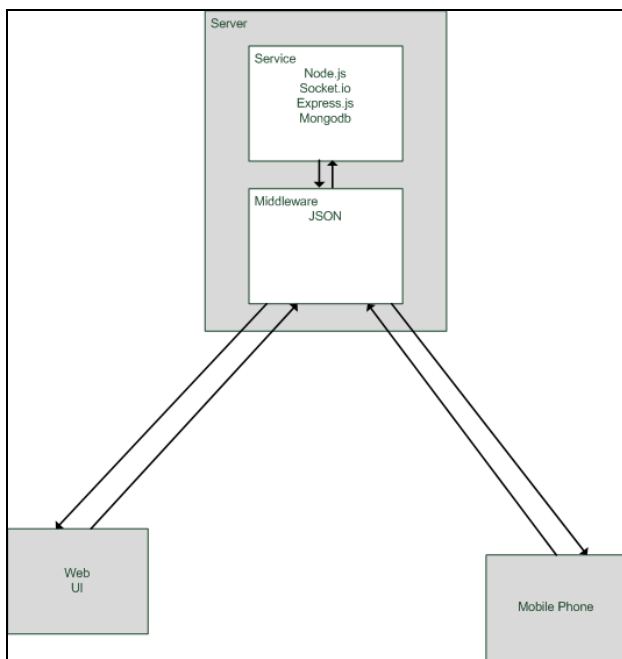 Server
Service
Node.js
Socket.io
Express.js
Mongodb
Middleware
JSON
Web
UI
Mobile Phone